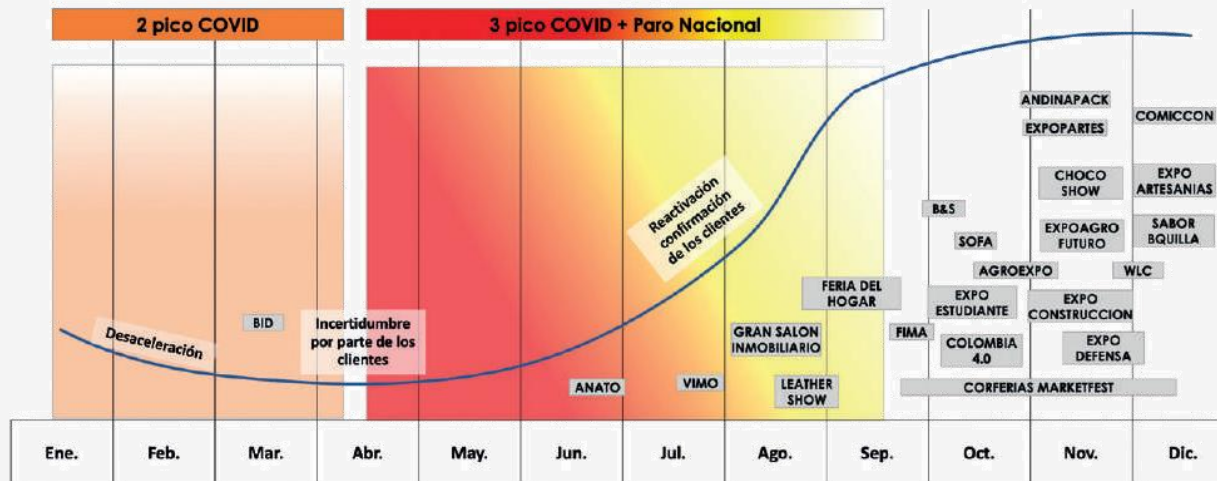 2 pico COVID
3 pico COVID + Paro Nacional
ANDINAPACK
COMICCON
EXPOPARTES
CHOCO
SHOW
EXPO
ARTESANIAS
Reactivación
confirmación
de los clientes
B&S
SOFA
EXPOAGRO
FUTURO
SABOR
BQUILLA
AGROEXPO
WLC
FERIA DEL
HOGAR
EXPO
ESTUDIANTE
EXPO
CONSTRUCCION
Desaceleración
BID
Incertidumbre
por parte de los
clientes
GRAN SALON
INMOBILIARIO
FIMA
COLOMBIA
4.0
EXPO
DEFENSA
ANATO
VIMO
LEATHER
SHOW
CORFERIAS MARKETFEST
Ene.
Feb.
Mar.
Abr.
May.
Jun.
Jul.
Ago.
Sep.
Oct.
Nov.
Dic.